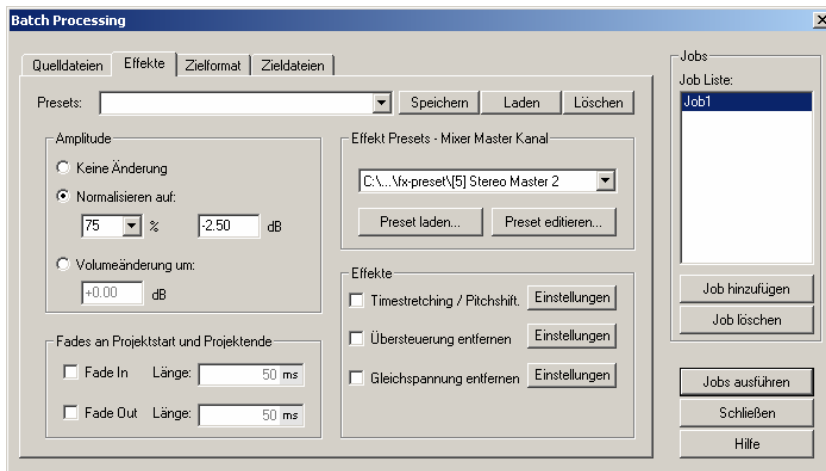 Batch Processing
Quelldateien Effekte Zielformat Zieldateien
Presets: Speichern Laden Löschen
Amplitude
Keine Änderung
Normalisieren auf:
75 % -2.50 dB
Volumeänderung um:
+0.00 dB
Fades an Projektstart und Projektende
Fade In Länge: 50 ms
Fade Out Länge: 50 ms
Effekt Presets - Mixer Master Kanal
C:\...\fx-preset\[5] Stereo Master 2
Preset laden... Preset editieren...
Effekte
Timestretching / Pitchshift. Einstellungen
Übersteuerung entfernen Einstellungen
Gleichspannung entfernen Einstellungen
Jobs
Job Liste:
Job1
Job hinzufügen
Job löschen
Jobs ausführen
Schließen
Hilfe